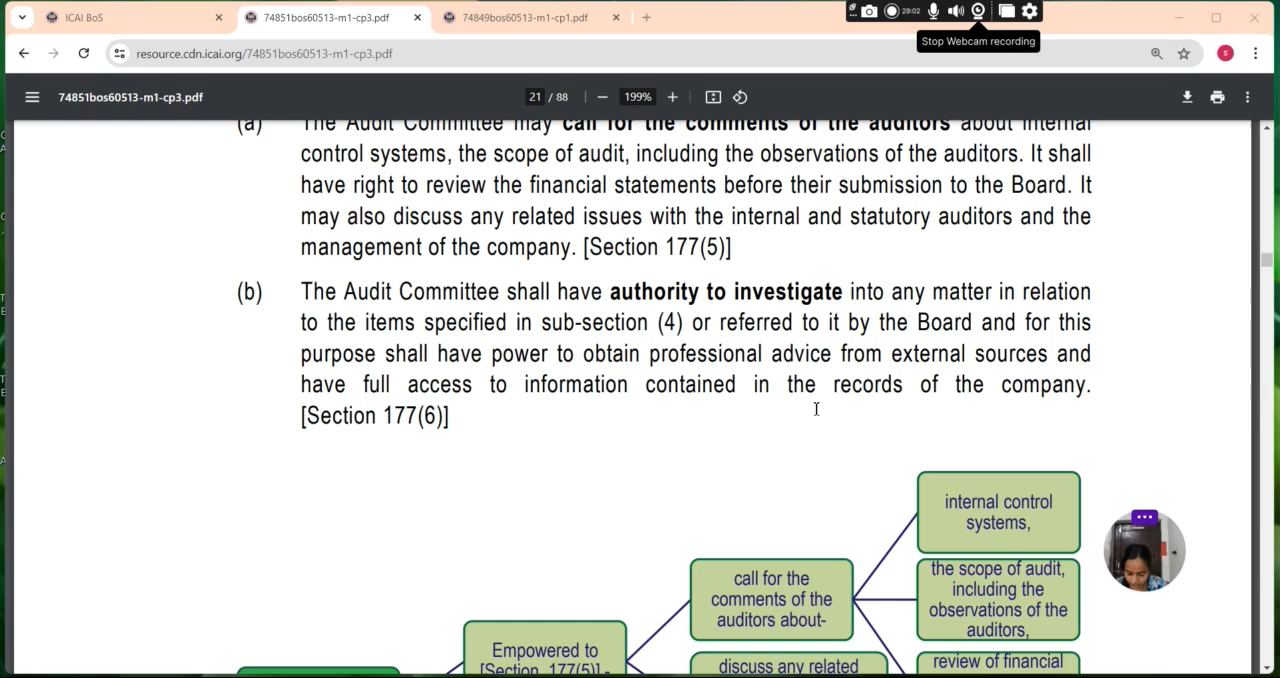 ICAI BoS
74851bos60513-m1-cp3.pdf
74849bos60513-m1-cp1.pdf
29:02
Stop Webcam recording
resource.cdn.icai.org/74851bos60513-m1-cp3.pdf
S
74851bos60513-m1-cp3.pdf
21 / 88
199%
(a) The Audit Committee may call for the comments of the auditors about internal
control systems, the scope of audit, including the observations of the auditors. It shall
have right to review the financial statements before their submission to the Board. It
may also discuss any related issues with the internal and statutory auditors and the
management of the company. [Section 177(5)]
(b) The Audit Committee shall have authority to investigate into any matter in relation
to the items specified in sub-section (4) or referred to it by the Board and for this
purpose shall have power to obtain professional advice from external sources and
have full access to information contained in the records of the company.
[Section 177(6)]
internal control
systems,
call for the
comments of the
auditors about-
the scope of audit,
including the
observations of the
auditors,
Empowered to
[Section 177(5)] -
discuss any related
review of financial